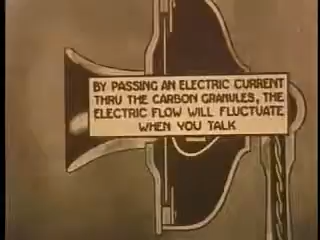 BY PASSING AN ELECTRIC CURRENT
THRU THE CARBON GRANULES, THE
ELECTRIC FLOW WILL FLUCTUATE
WHEN YOU TALK